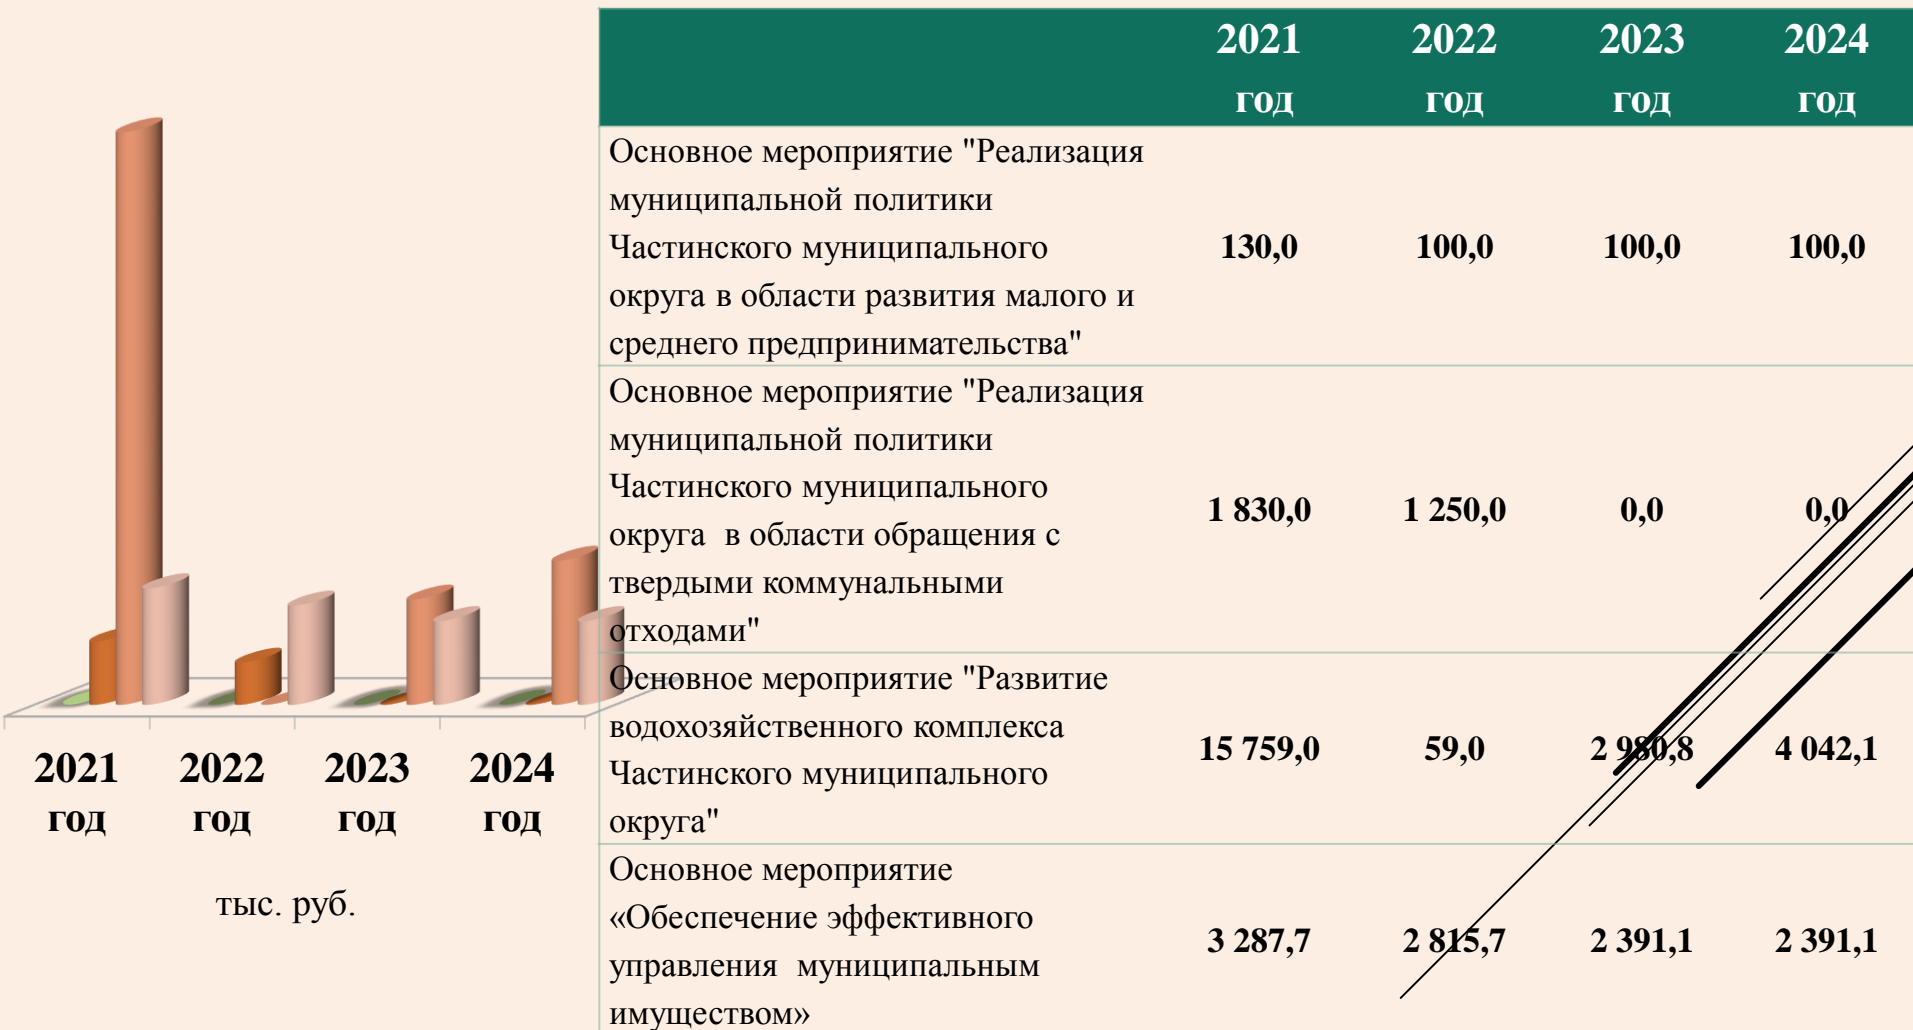 2021 год
2022 год
2023 год
2024 год
тыс. руб.
2021 2022 2023 2024
год год год год
Основное мероприятие "Реализация
муниципальной политики
Частинского муниципального
округа в области развития малого и
среднего предпринимательства"
130,0 100,0 100,0 100,0
Основное мероприятие "Реализация
муниципальной политики
Частинского муниципального
округа  в области обращения с
твердыми коммунальными
отходами"
1 830,0 1 250,0 0,0 0,0
Основное мероприятие "Развитие
водохозяйственного комплекса
Частинского муниципального
округа"
15 759,0 59,0 2 980,8 4 042,1
Основное мероприятие
«Обеспечение эффективного
управления  муниципальным
имуществом»
3 287,7 2 815,7 2 391,1 2 391,1